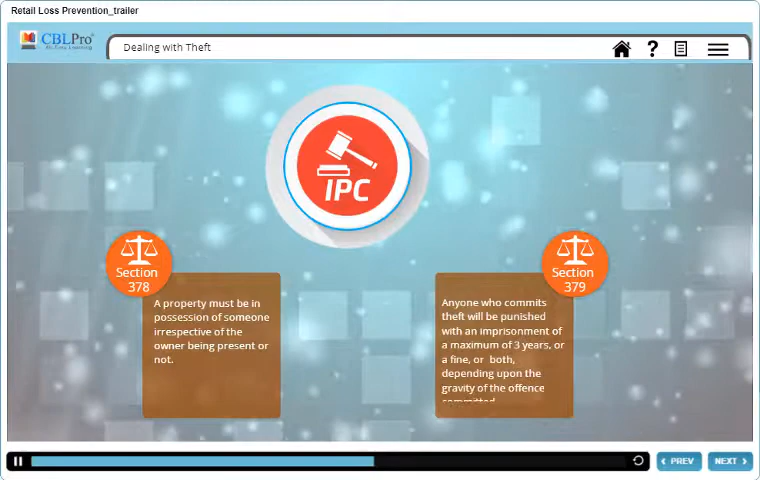 Retail Loss Prevention_trailer
CBLPro
Dealing with Theft
?
IPC
Section
378
A property must be in
possession of someone
irrespective of the
owner being present or
not.
Section
379
Anyone who commits
theft will be punished
with an imprisonment of
a maximum of 3 years, or
a fine, or both,
depending upon the
gravity of the offence
committed
PREV
NEXT